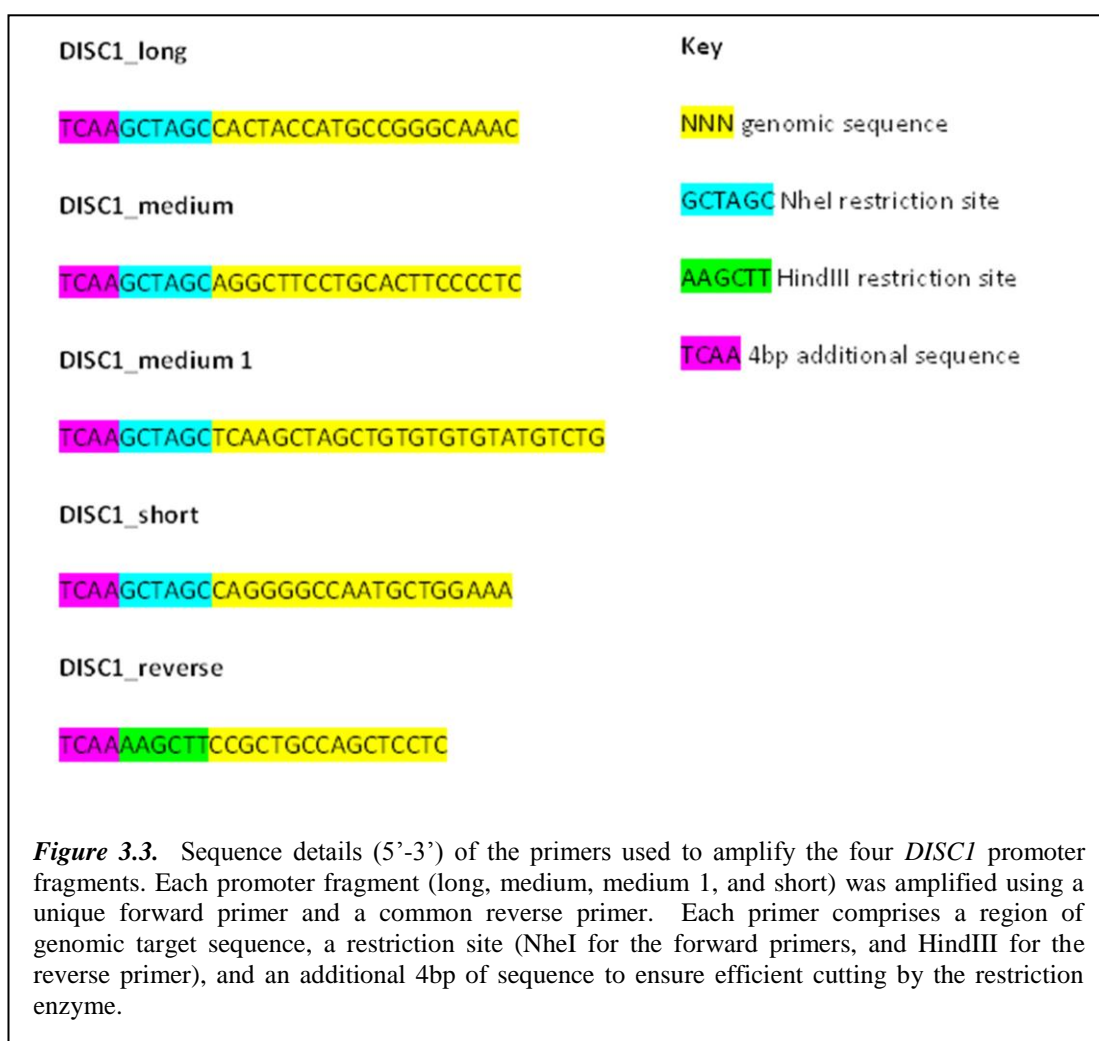 DISC1_long
TCAAGCTAGCCACTACCATGCCGGGCAAAC
DISC1_medium
TCAAGCTAGCAGGCTTCCTGCACTTCCCCTC
DISC1_medium 1
TCAAGCTAGCTCAAGCTAGCTGTGTGTGTATGTCTG
DISC1_short
TCAAGCTAGCCAGGGGCCAATGCTGGAAA
DISC1_reverse
TCAAAAGCTTCCGCTGCCAGCTCCTC
Key
NNN genomic sequence
GCTAGC NheI restriction site
AAGCTT HindIII restriction site
TCAA 4bp additional sequence
Figure 3.3. Sequence details (5’-3’) of the primers used to amplify the four DISC1 promoter
fragments. Each promoter fragment (long, medium, medium 1, and short) was amplified using a
unique forward primer and a common reverse primer. Each primer comprises a region of
genomic target sequence, a restriction site (NheI for the forward primers, and HindIII for the
reverse primer), and an additional 4bp of sequence to ensure efficient cutting by the restriction
enzyme.